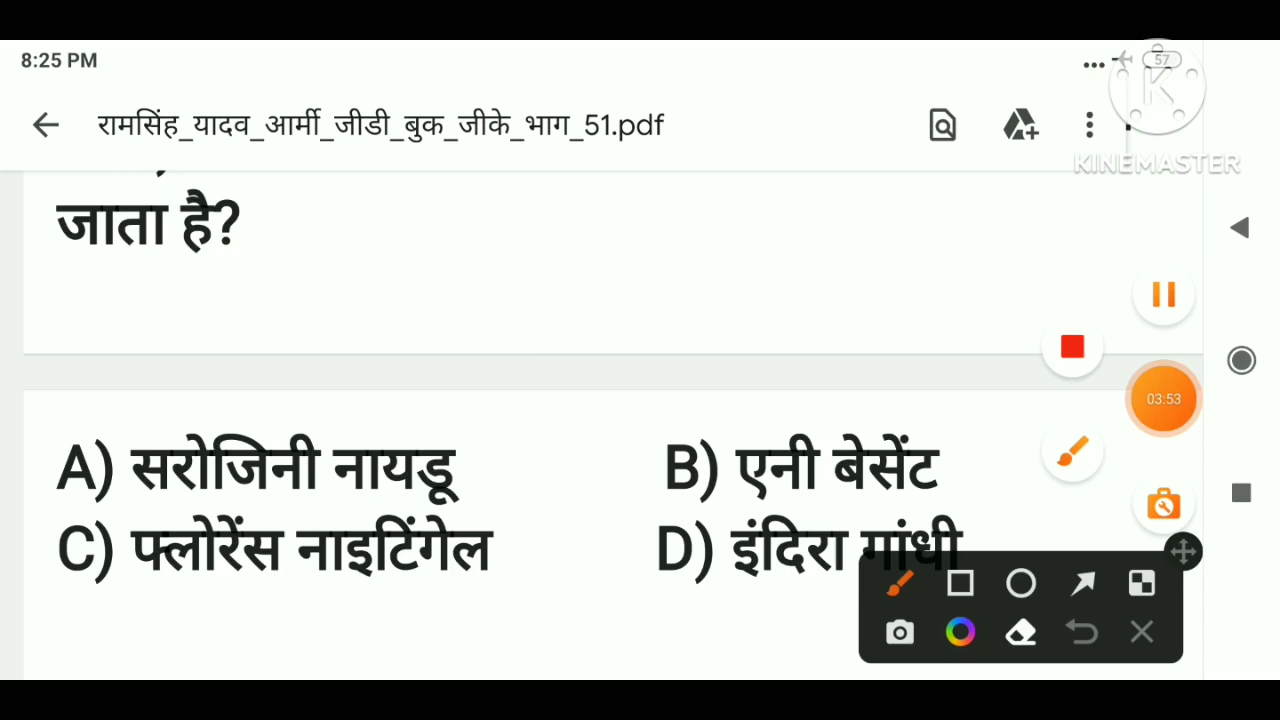 8:25 PM
57
रामसिंह_यादव_आर्मी_जीडी_बुक_जीके_भाग_51.pdf
KINEMASTER
जाता है?
03:53
A) सरोजिनी नायडू B) एनी बेसेंट
C) फ्लोरेंस नाइटिंगेल D) इंदिरा गांधी